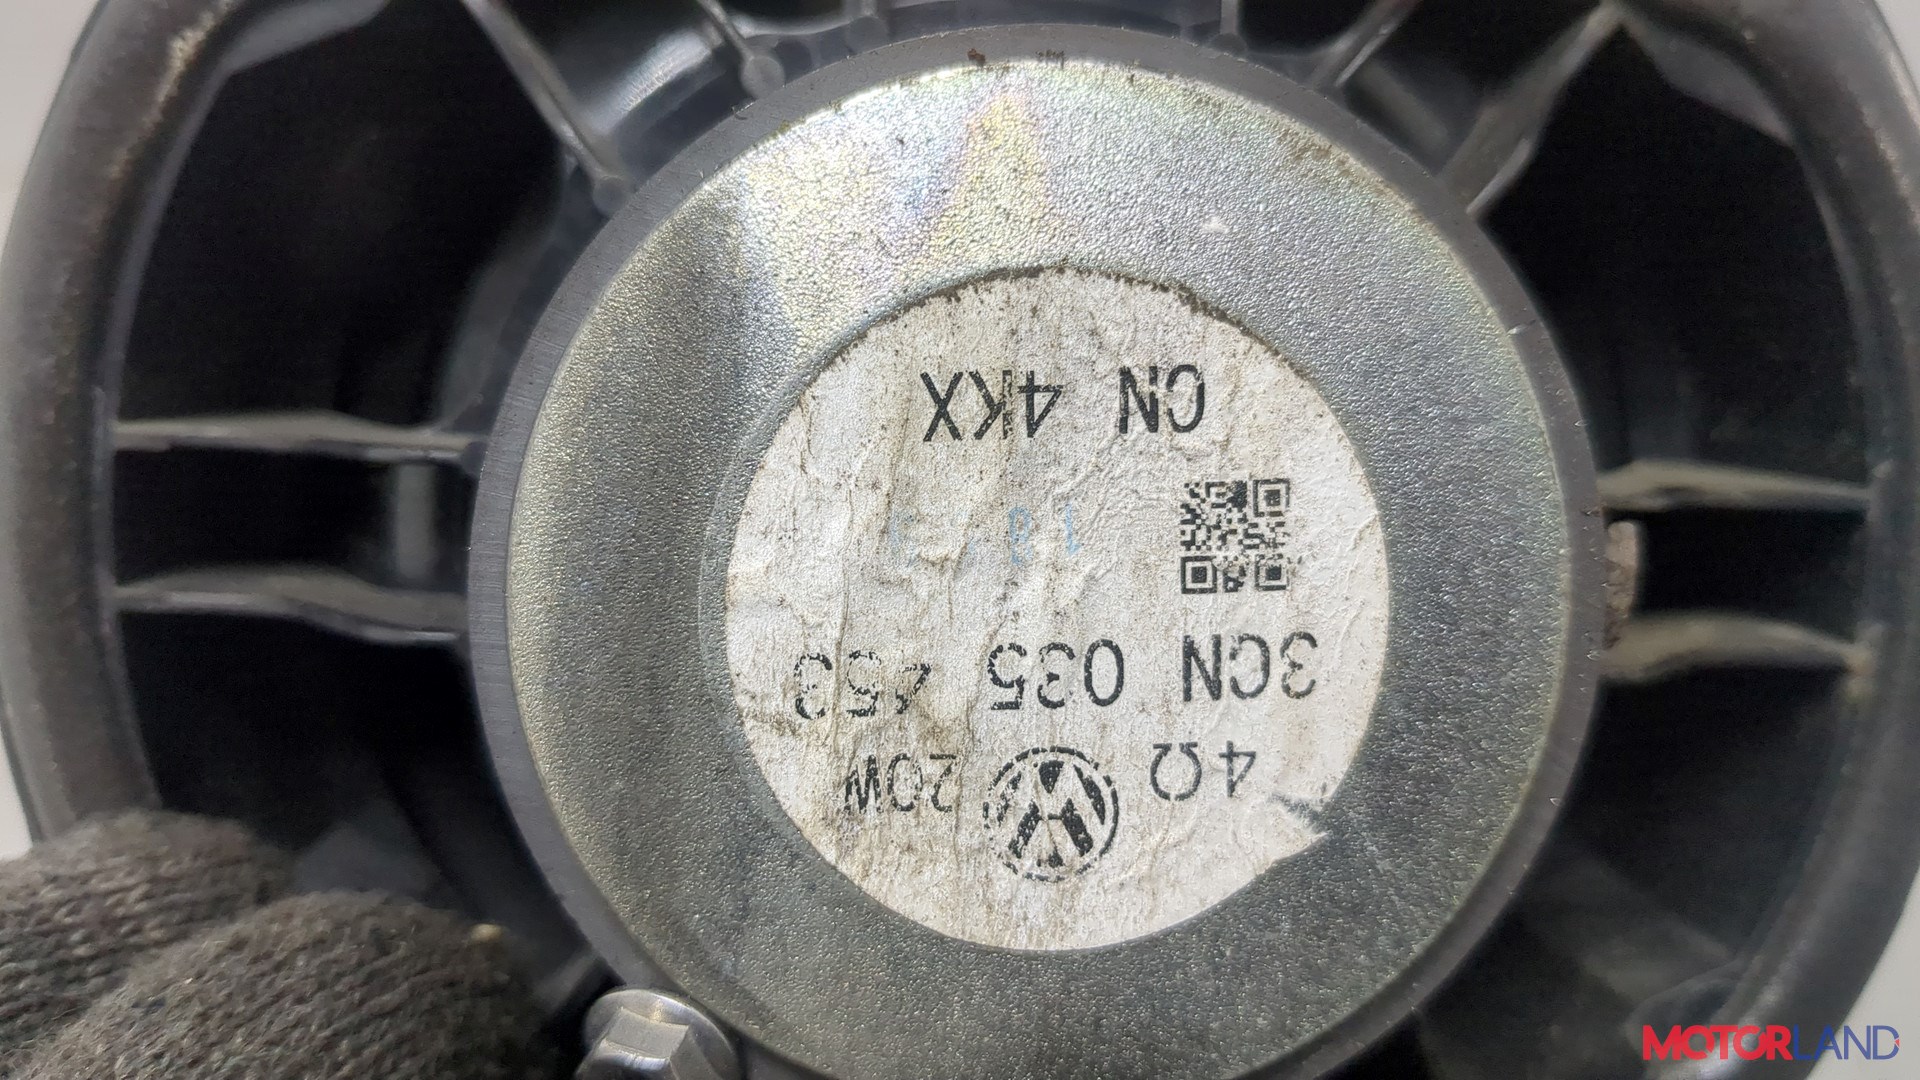 4Ω 20W
3CN 035 453
CN 4KX
MOTORLAND